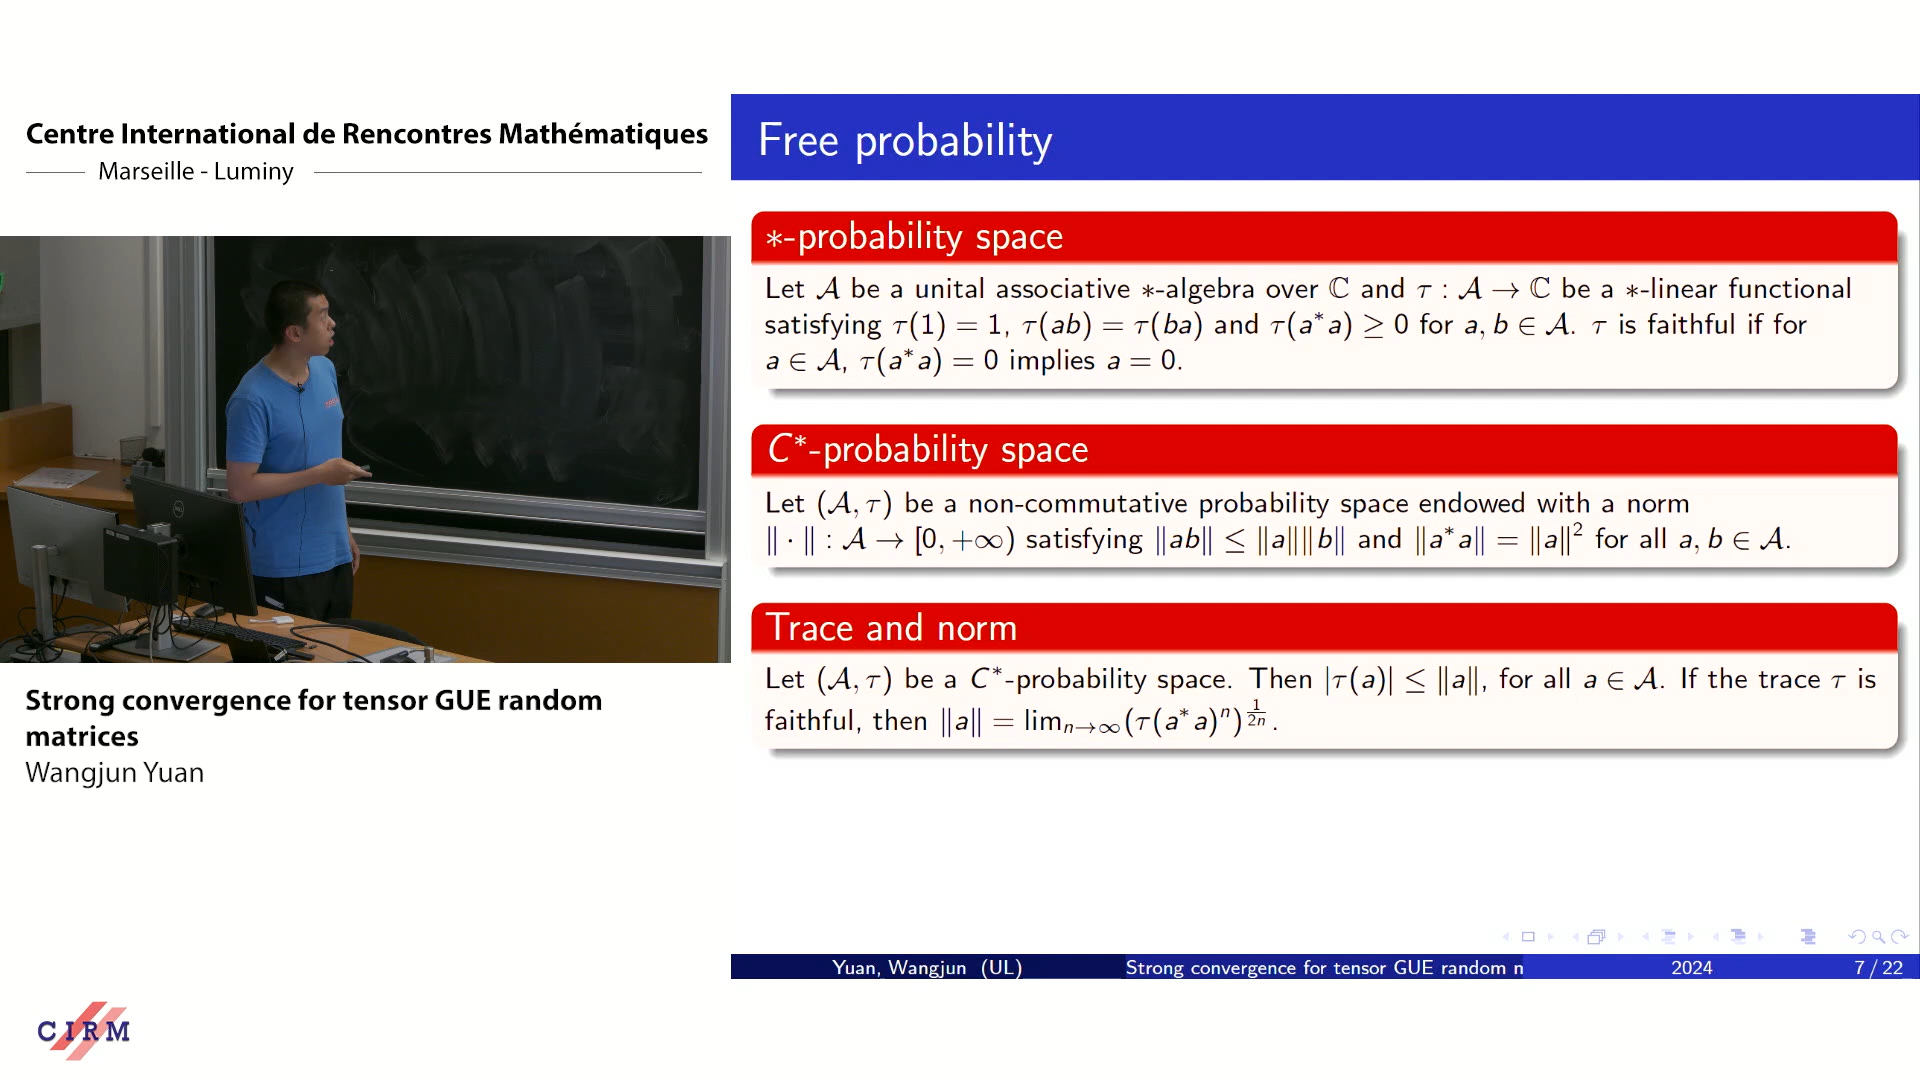 Centre International de Rencontres Mathématiques
Marseille - Luminy
Strong convergence for tensor GUE random
matrices
Wangjun Yuan
CIRM
Free probability
∗-probability space
Let 𝒜 be a unital associative ∗-algebra over ℂ and τ : 𝒜 → ℂ be a ∗-linear functional
satisfying τ(1) = 1, τ(ab) = τ(ba) and τ(a*a) ≥ 0 for a, b ∈ 𝒜. τ is faithful if for
a ∈ 𝒜, τ(a*a) = 0 implies a = 0.
C*-probability space
Let (𝒜, τ) be a non-commutative probability space endowed with a norm
‖ · ‖ : 𝒜 → [0, +∞) satisfying ‖ab‖ ≤ ‖a‖‖b‖ and ‖a*a‖ = ‖a‖² for all a, b ∈ 𝒜.
Trace and norm
Let (𝒜, τ) be a C*-probability space. Then |τ(a)| ≤ ‖a‖, for all a ∈ 𝒜. If the trace τ is
faithful, then ‖a‖ = lim_{n→∞}(τ(a*a)ⁿ)^{1/2n}.
Yuan, Wangjun (UL) Strong convergence for tensor GUE random m 2024 7 / 22